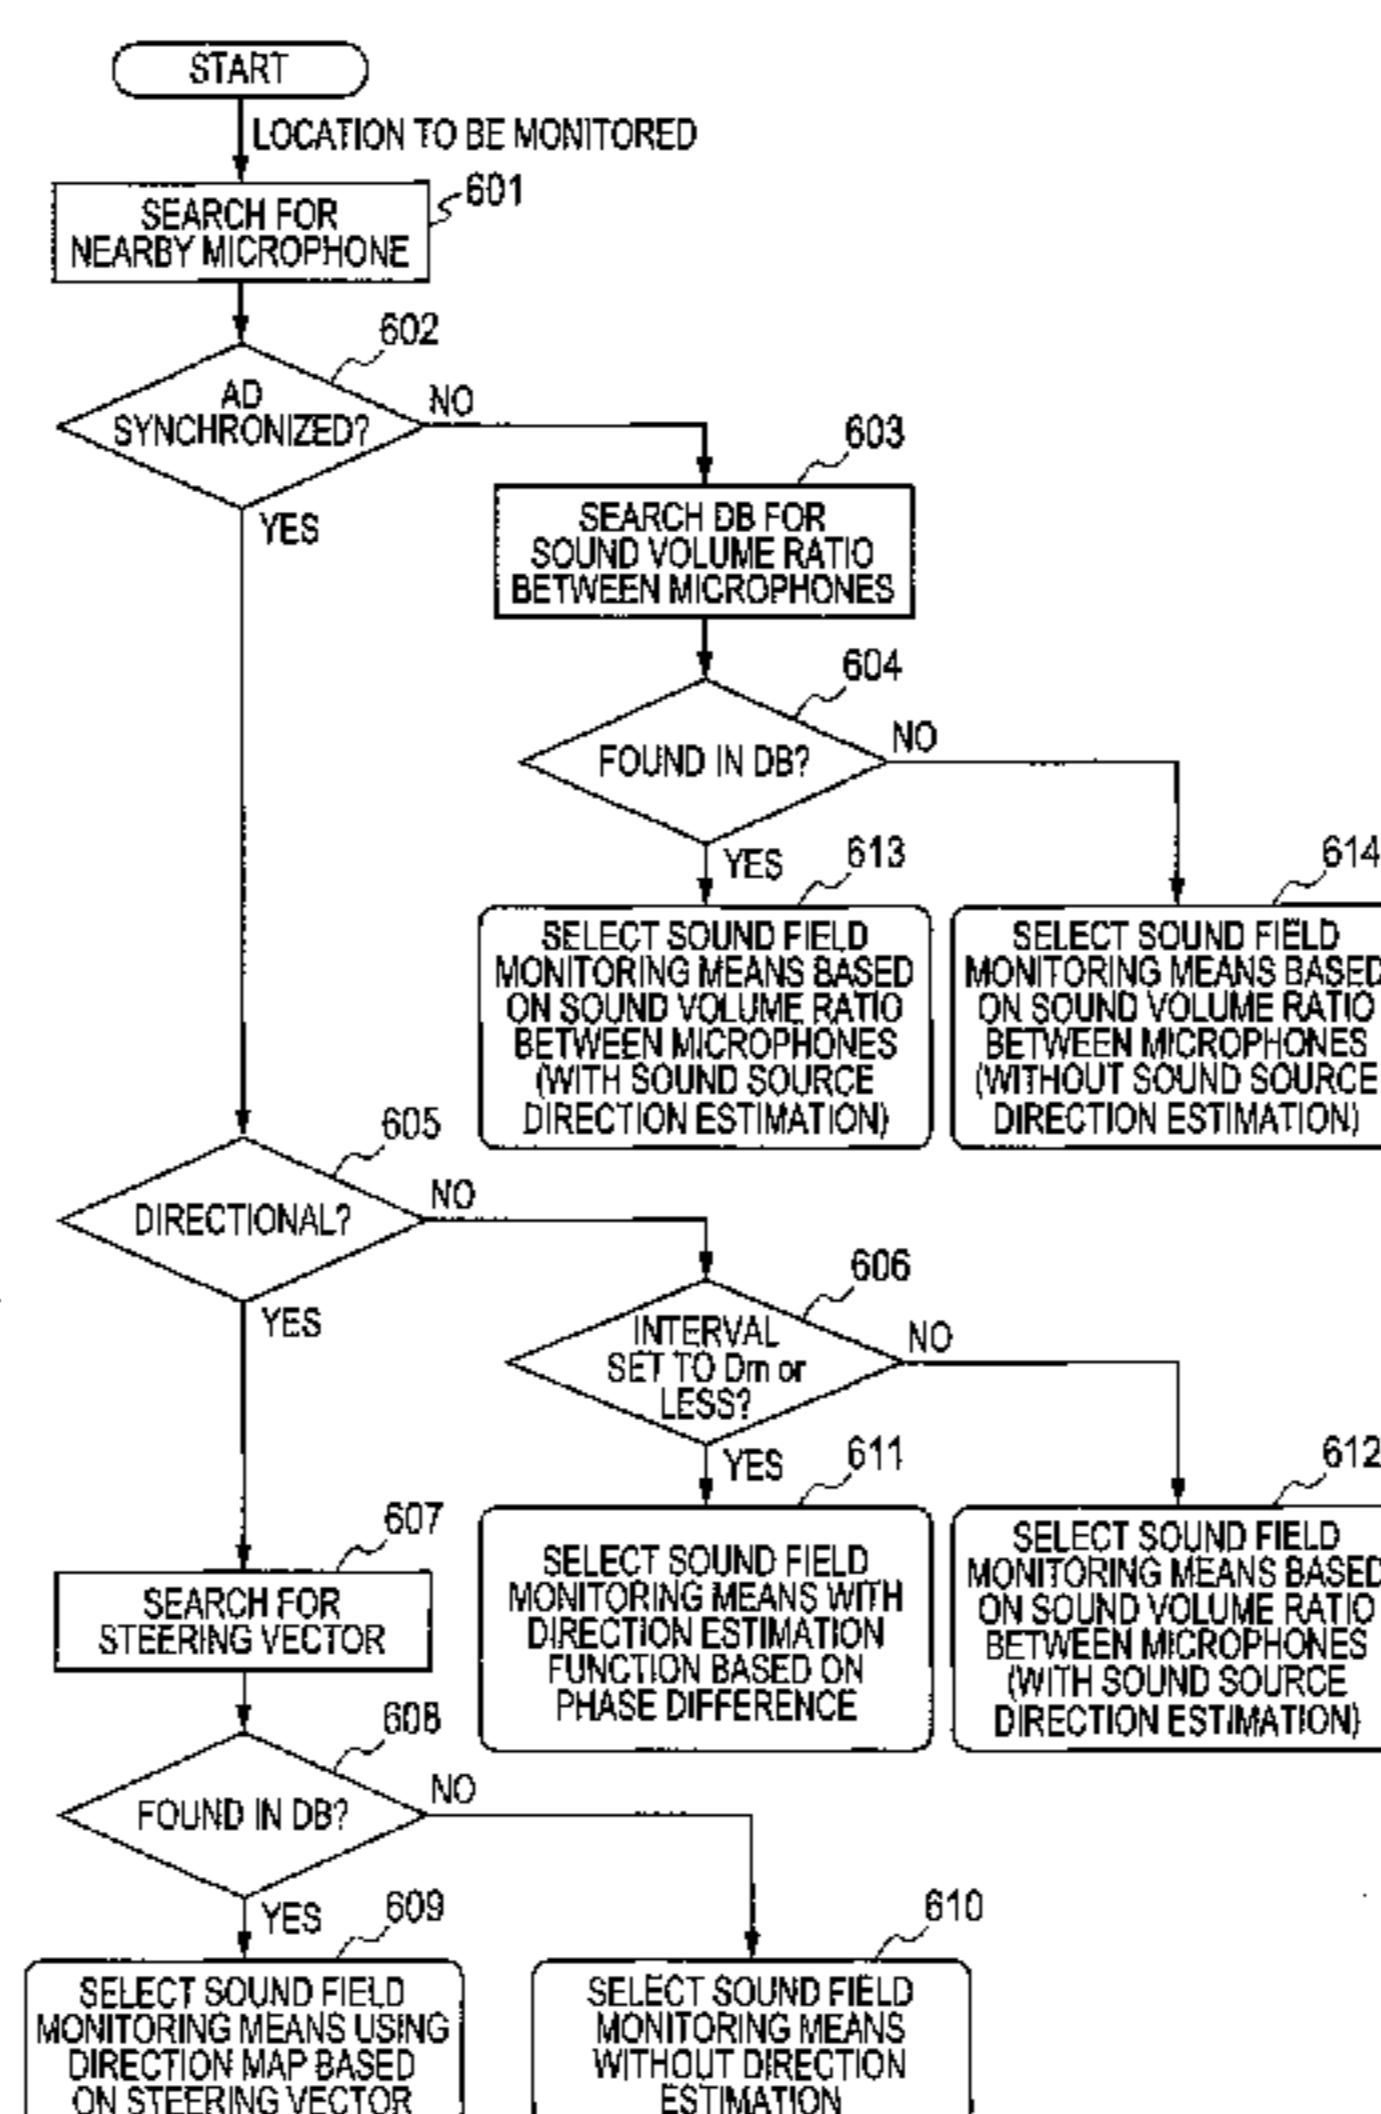 START
LOCATION TO BE MONITORED
601
SEARCH FOR
NEARBY MICROPHONE
602
AD
SYNCHRONIZED?
NO
YES
603
SEARCH DB FOR
SOUND VOLUME RATIO
BETWEEN MICROPHONES
604
FOUND IN DB?
NO
YES
613
SELECT SOUND FIELD
MONITORING MEANS BASED
ON SOUND VOLUME RATIO
BETWEEN MICROPHONES
(WITH SOUND SOURCE
DIRECTION ESTIMATION)
614
SELECT SOUND FIELD
MONITORING MEANS BASED
ON SOUND VOLUME RATIO
BETWEEN MICROPHONES
(WITHOUT SOUND SOURCE
DIRECTION ESTIMATION)
605
DIRECTIONAL?
NO
YES
606
INTERVAL
SET TO Dm or
LESS?
NO
YES
611
SELECT SOUND FIELD
MONITORING MEANS WITH
DIRECTION ESTIMATION
FUNCTION BASED ON
PHASE DIFFERENCE
612
SELECT SOUND FIELD
MONITORING MEANS BASED
ON SOUND VOLUME RATIO
BETWEEN MICROPHONES
(WITH SOUND SOURCE
DIRECTION ESTIMATION)
607
SEARCH FOR
STEERING VECTOR
608
FOUND IN DB?
NO
YES
609
SELECT SOUND FIELD
MONITORING MEANS USING
DIRECTION MAP BASED
ON STEERING VECTOR
610
SELECT SOUND FIELD
MONITORING MEANS
WITHOUT DIRECTION
ESTIMATION